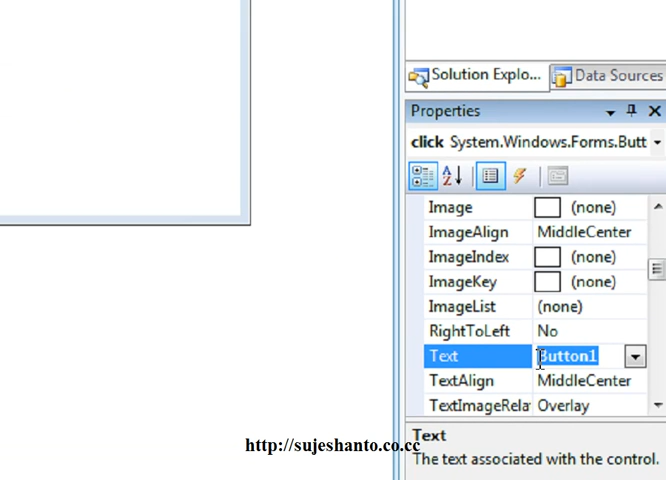 Solution Explo... Data Sources
Properties
click System.Windows.Forms.Butt
Image (none)
ImageAlign MiddleCenter
ImageIndex (none)
ImageKey (none)
ImageList (none)
RightToLeft No
Text Button1
TextAlign MiddleCenter
TextImageRela Overlay
Text
The text associated with the control.
http://sujeshanto.co.cc